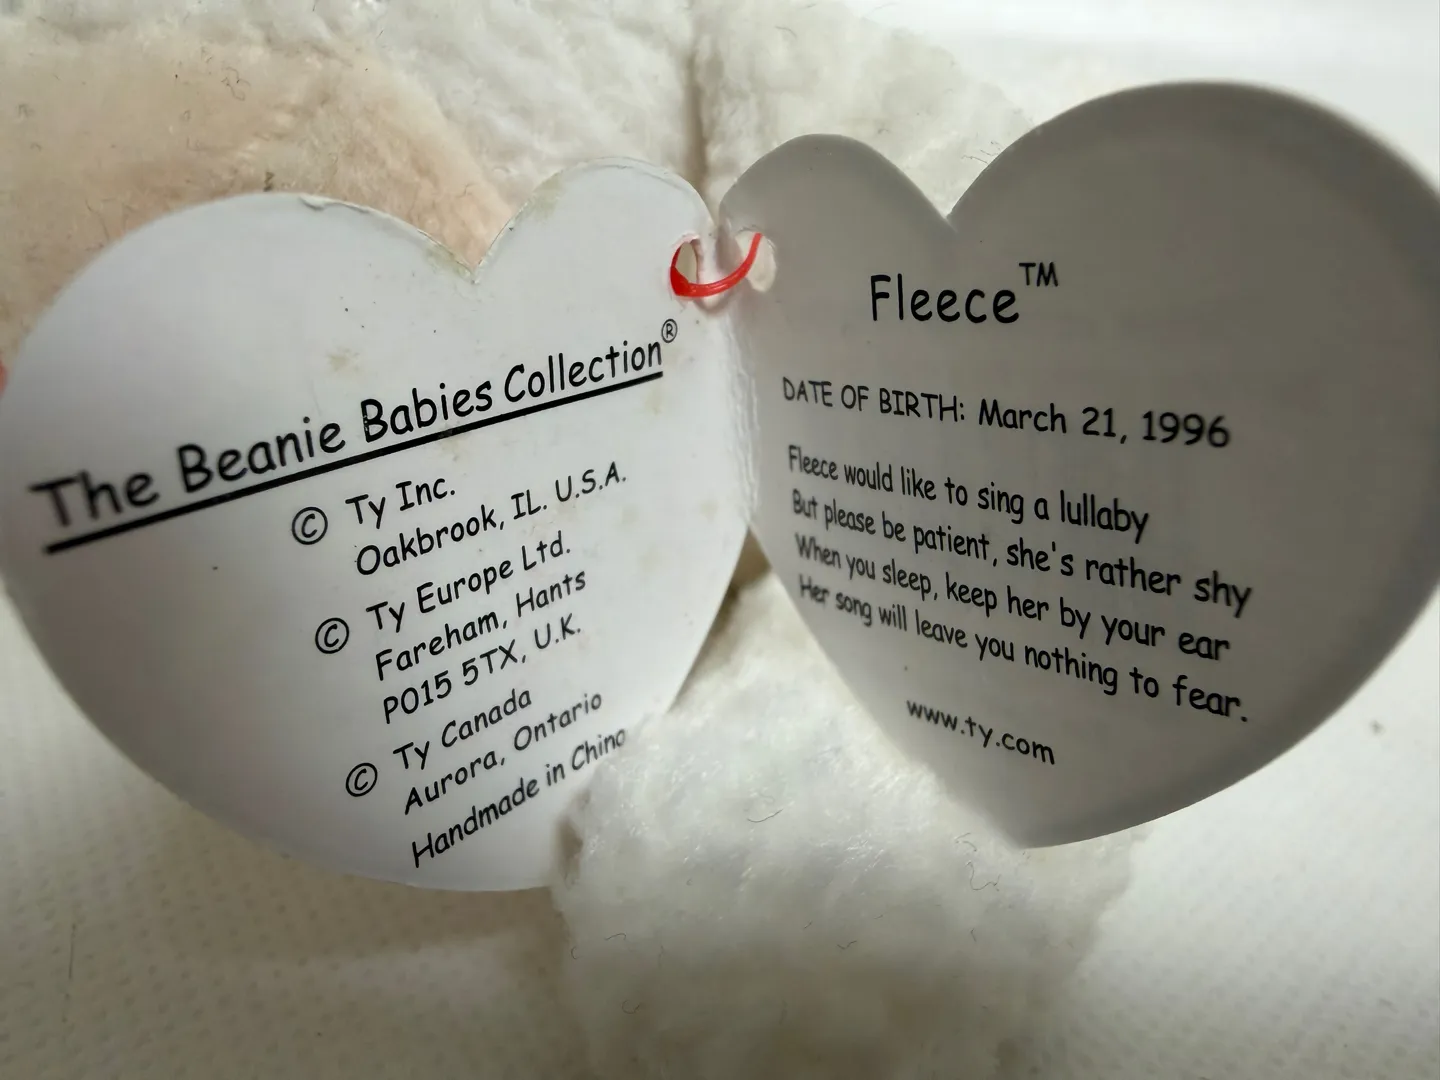 The Beanie Babies Collection®
© Ty Inc.
Oakbrook, IL. U.S.A.
© Ty Europe Ltd.
Fareham, Hants
PO15 5TX, U.K.
© Ty Canada
Aurora, Ontario
Handmade in China
Fleece™
DATE OF BIRTH: March 21, 1996
Fleece would like to sing a lullaby
But please be patient, she's rather shy
When you sleep, keep her by your ear
Her song will leave you nothing to fear.
www.ty.com